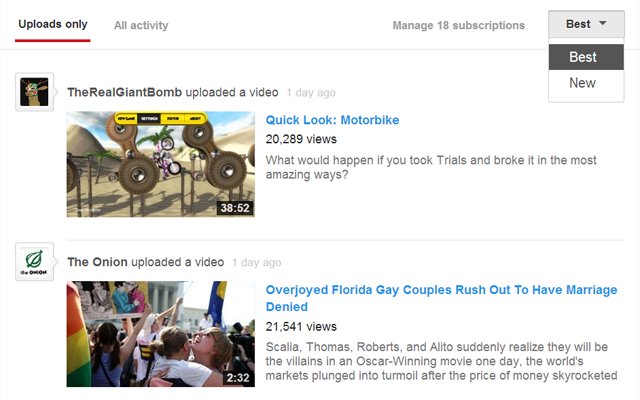 Uploads only All activity Manage 18 subscriptions Best
Best
New
TheRealGiantBomb uploaded a video 1 day ago
NEW GAME SETTINGS EDITOR ABOUT
Quick Look: Motorbike
20,289 views
What would happen if you took Trials and broke it in the most
amazing ways?
38:52
The Onion uploaded a video 1 day ago
the ONION
Overjoyed Florida Gay Couples Rush Out To Have Marriage
Denied
21,541 views
Scalia, Thomas, Roberts, and Alito suddenly realize they will be
the villains in an Oscar-Winning movie one day, the world's
markets plunged into turmoil after the price of money skyrocketed
2:32